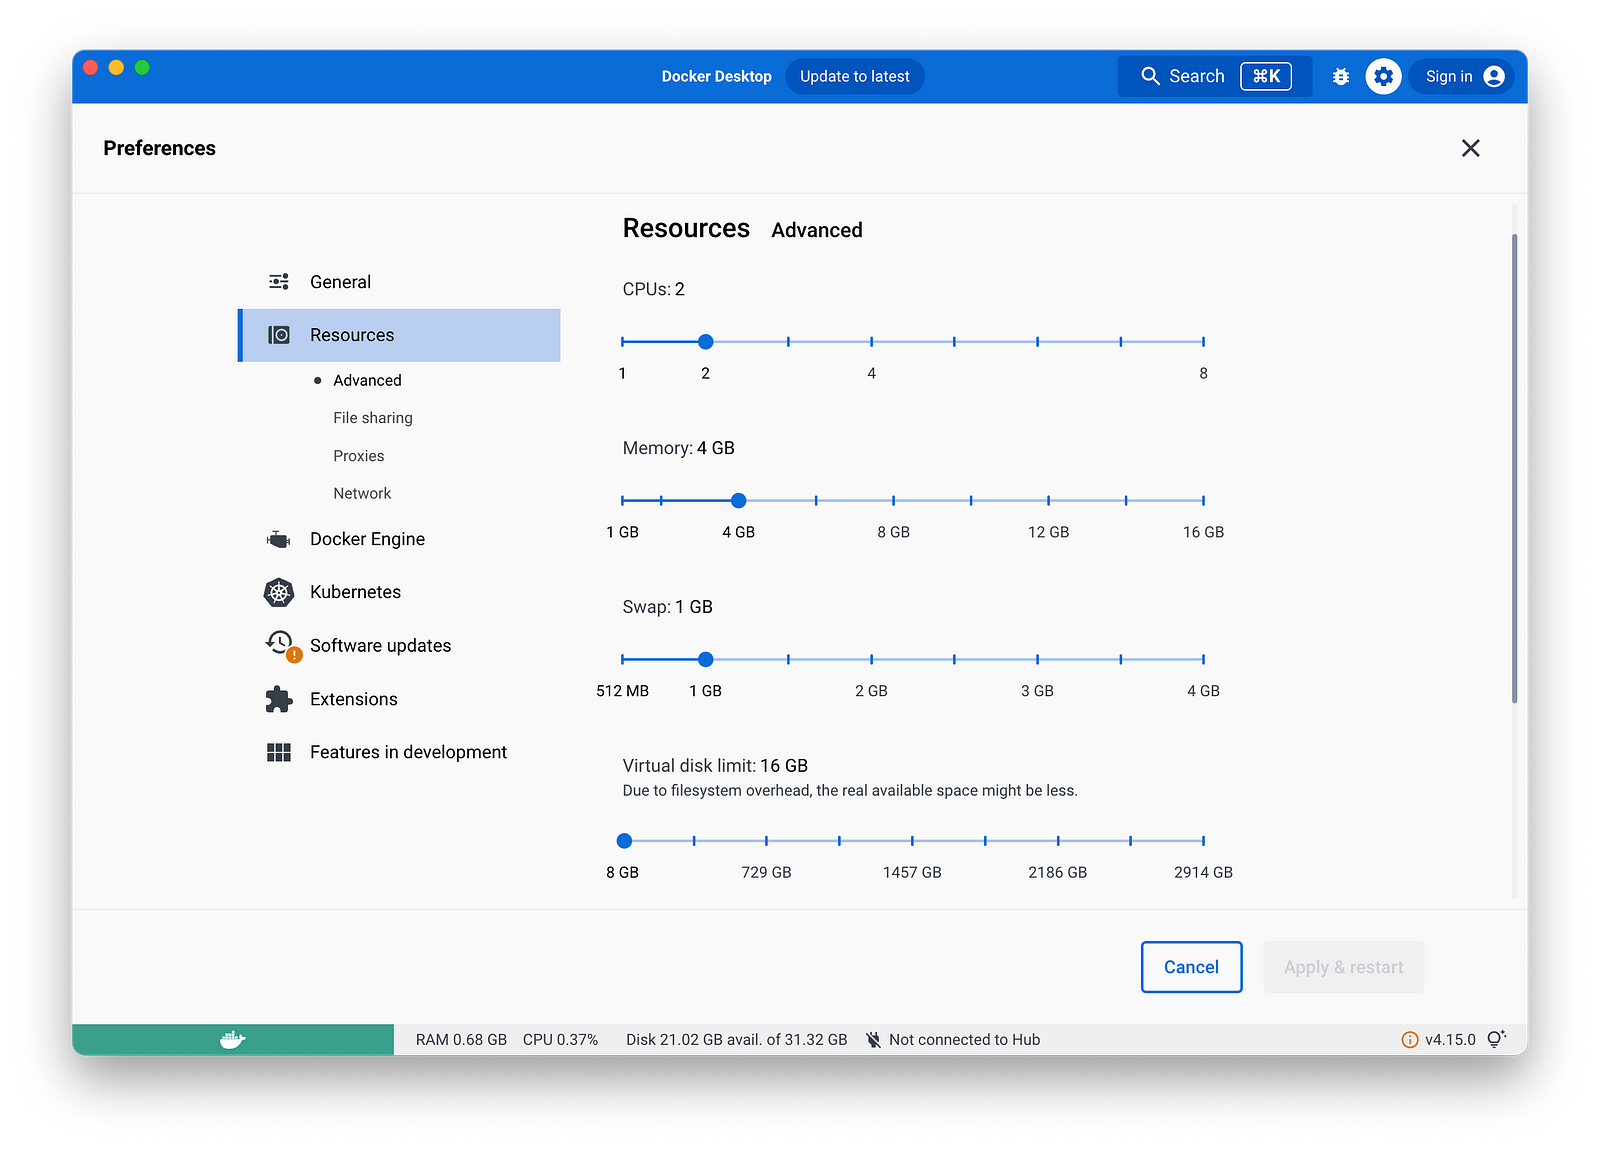 Docker Desktop Update to latest Search ⌘K Sign in
Preferences
General
Resources
Advanced
File sharing
Proxies
Network
Docker Engine
Kubernetes
Software updates
Extensions
Features in development
Resources Advanced
CPUs: 2
1 2 4 8
Memory: 4 GB
1 GB 4 GB 8 GB 12 GB 16 GB
Swap: 1 GB
512 MB 1 GB 2 GB 3 GB 4 GB
Virtual disk limit: 16 GB
Due to filesystem overhead, the real available space might be less.
8 GB 729 GB 1457 GB 2186 GB 2914 GB
Cancel Apply & restart
RAM 0.68 GB CPU 0.37% Disk 21.02 GB avail. of 31.32 GB Not connected to Hub v4.15.0